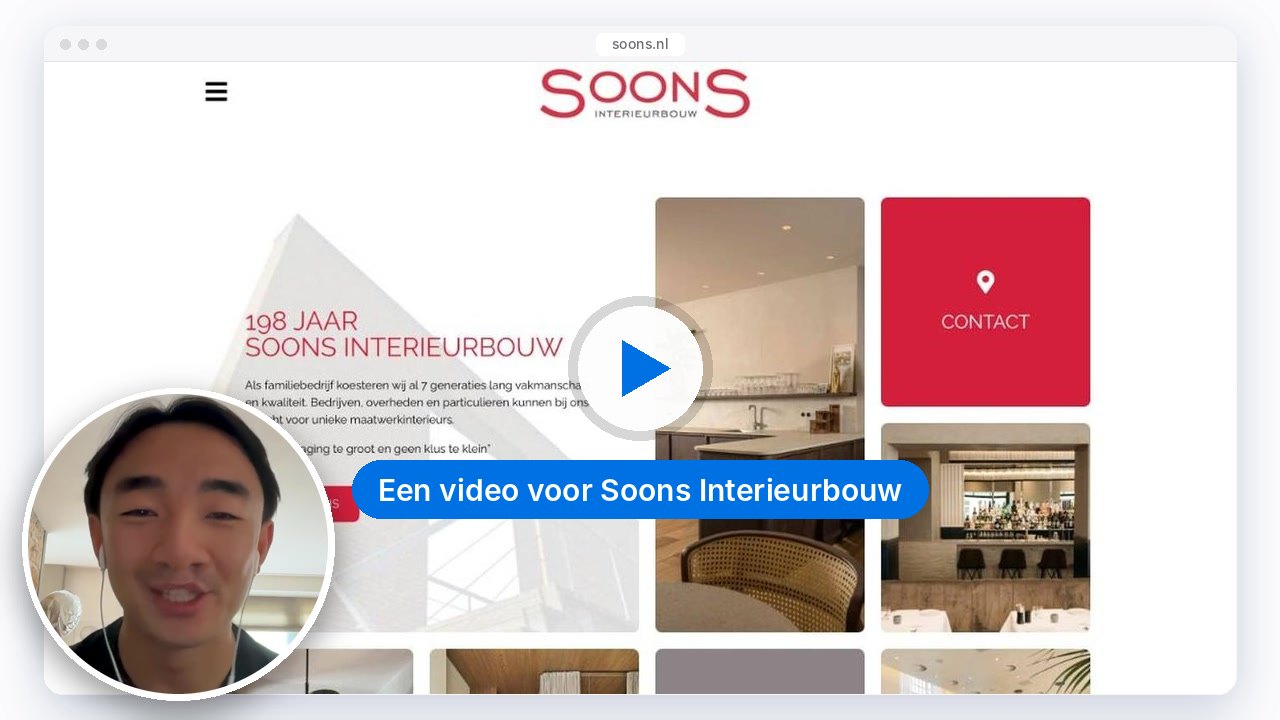 soons.nl
SOONS
INTERIEURBOUW
198 JAAR
SOONS INTERIEURBOUW
CONTACT
Als familiebedrijf koesteren wij al 7 generaties lang
en kwaliteit. Bedrijven, overheden en particulieren kunnen bij ons
voor unieke maatwerkinterieurs.
te groot en geen klus te klein"
Een video voor Soons Interieurbouw